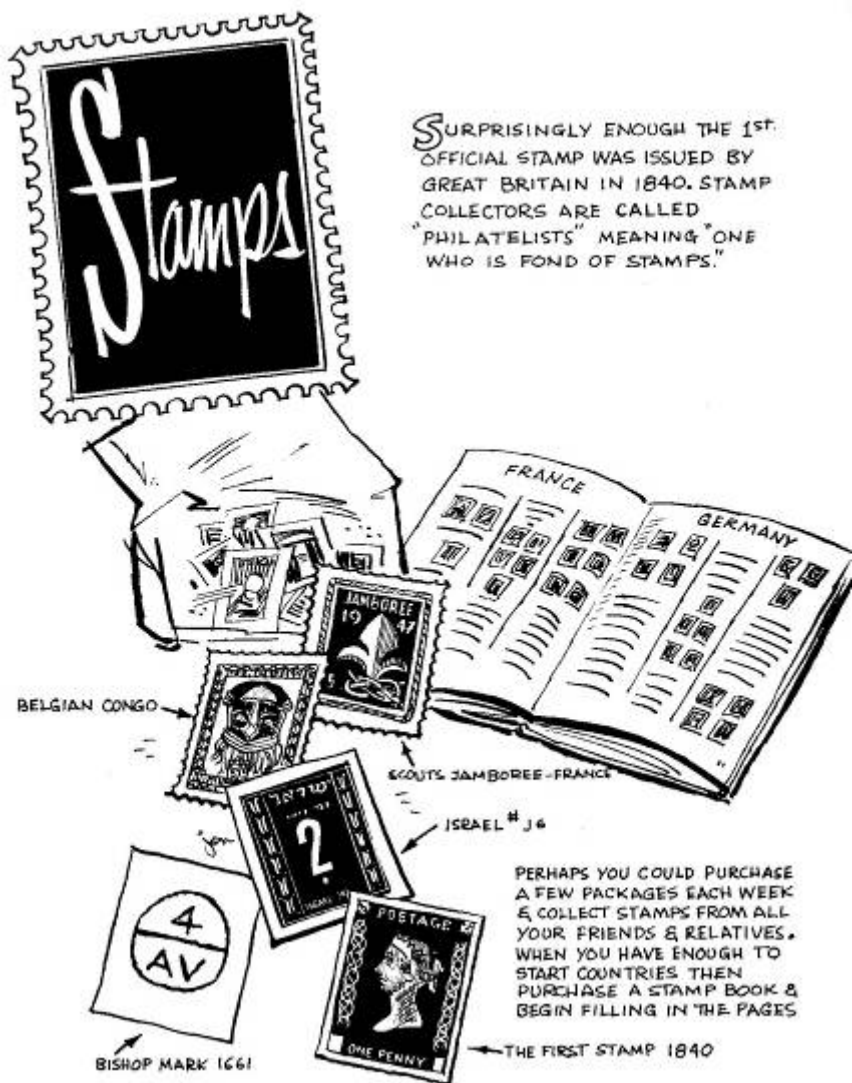 Stamps
SURPRISINGLY ENOUGH THE 1ST.
OFFICIAL STAMP WAS ISSUED BY
GREAT BRITAIN IN 1840. STAMP
COLLECTORS ARE CALLED
"PHILATELISTS" MEANING "ONE
WHO IS FOND OF STAMPS."
FRANCE
GERMANY
JAMBOREE
1947
5
BELGIAN CONGO
SCOUTS JAMBOREE-FRANCE
ישראל
2
ISRAEL # J6
4
AV
BISHOP MARK 1661
POSTAGE
ONE PENNY
THE FIRST STAMP 1840
PERHAPS YOU COULD PURCHASE
A FEW PACKAGES EACH WEEK
& COLLECT STAMPS FROM ALL
YOUR FRIENDS & RELATIVES.
WHEN YOU HAVE ENOUGH TO
START COUNTRIES THEN
PURCHASE A STAMP BOOK &
BEGIN FILLING IN THE PAGES